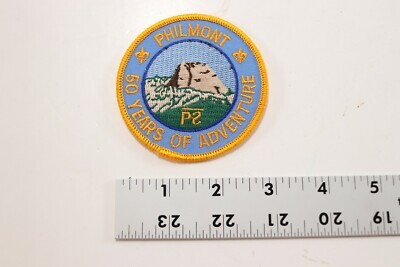 PHILMONT
50 YEARS OF ADVENTURE
PS
1 2 3 4 5
23 22 21 20 19